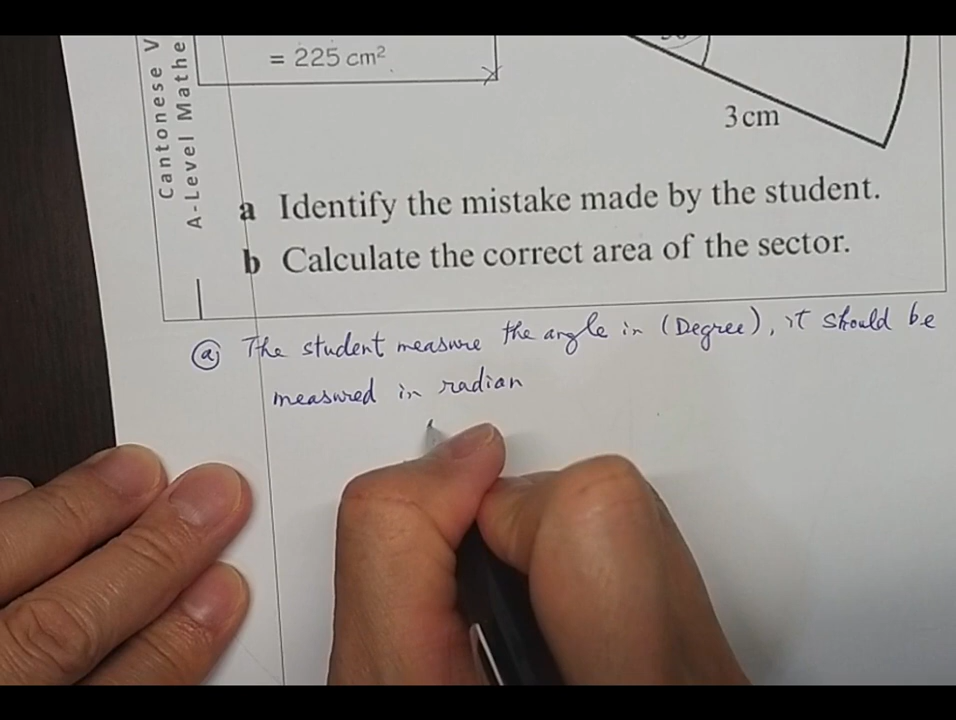 Cantonese V
A-Level Mathe
= 225 cm²
3 cm
a Identify the mistake made by the student.
b Calculate the correct area of the sector.
(a) The student measure the angle in (Degree), it should be
measured in radian